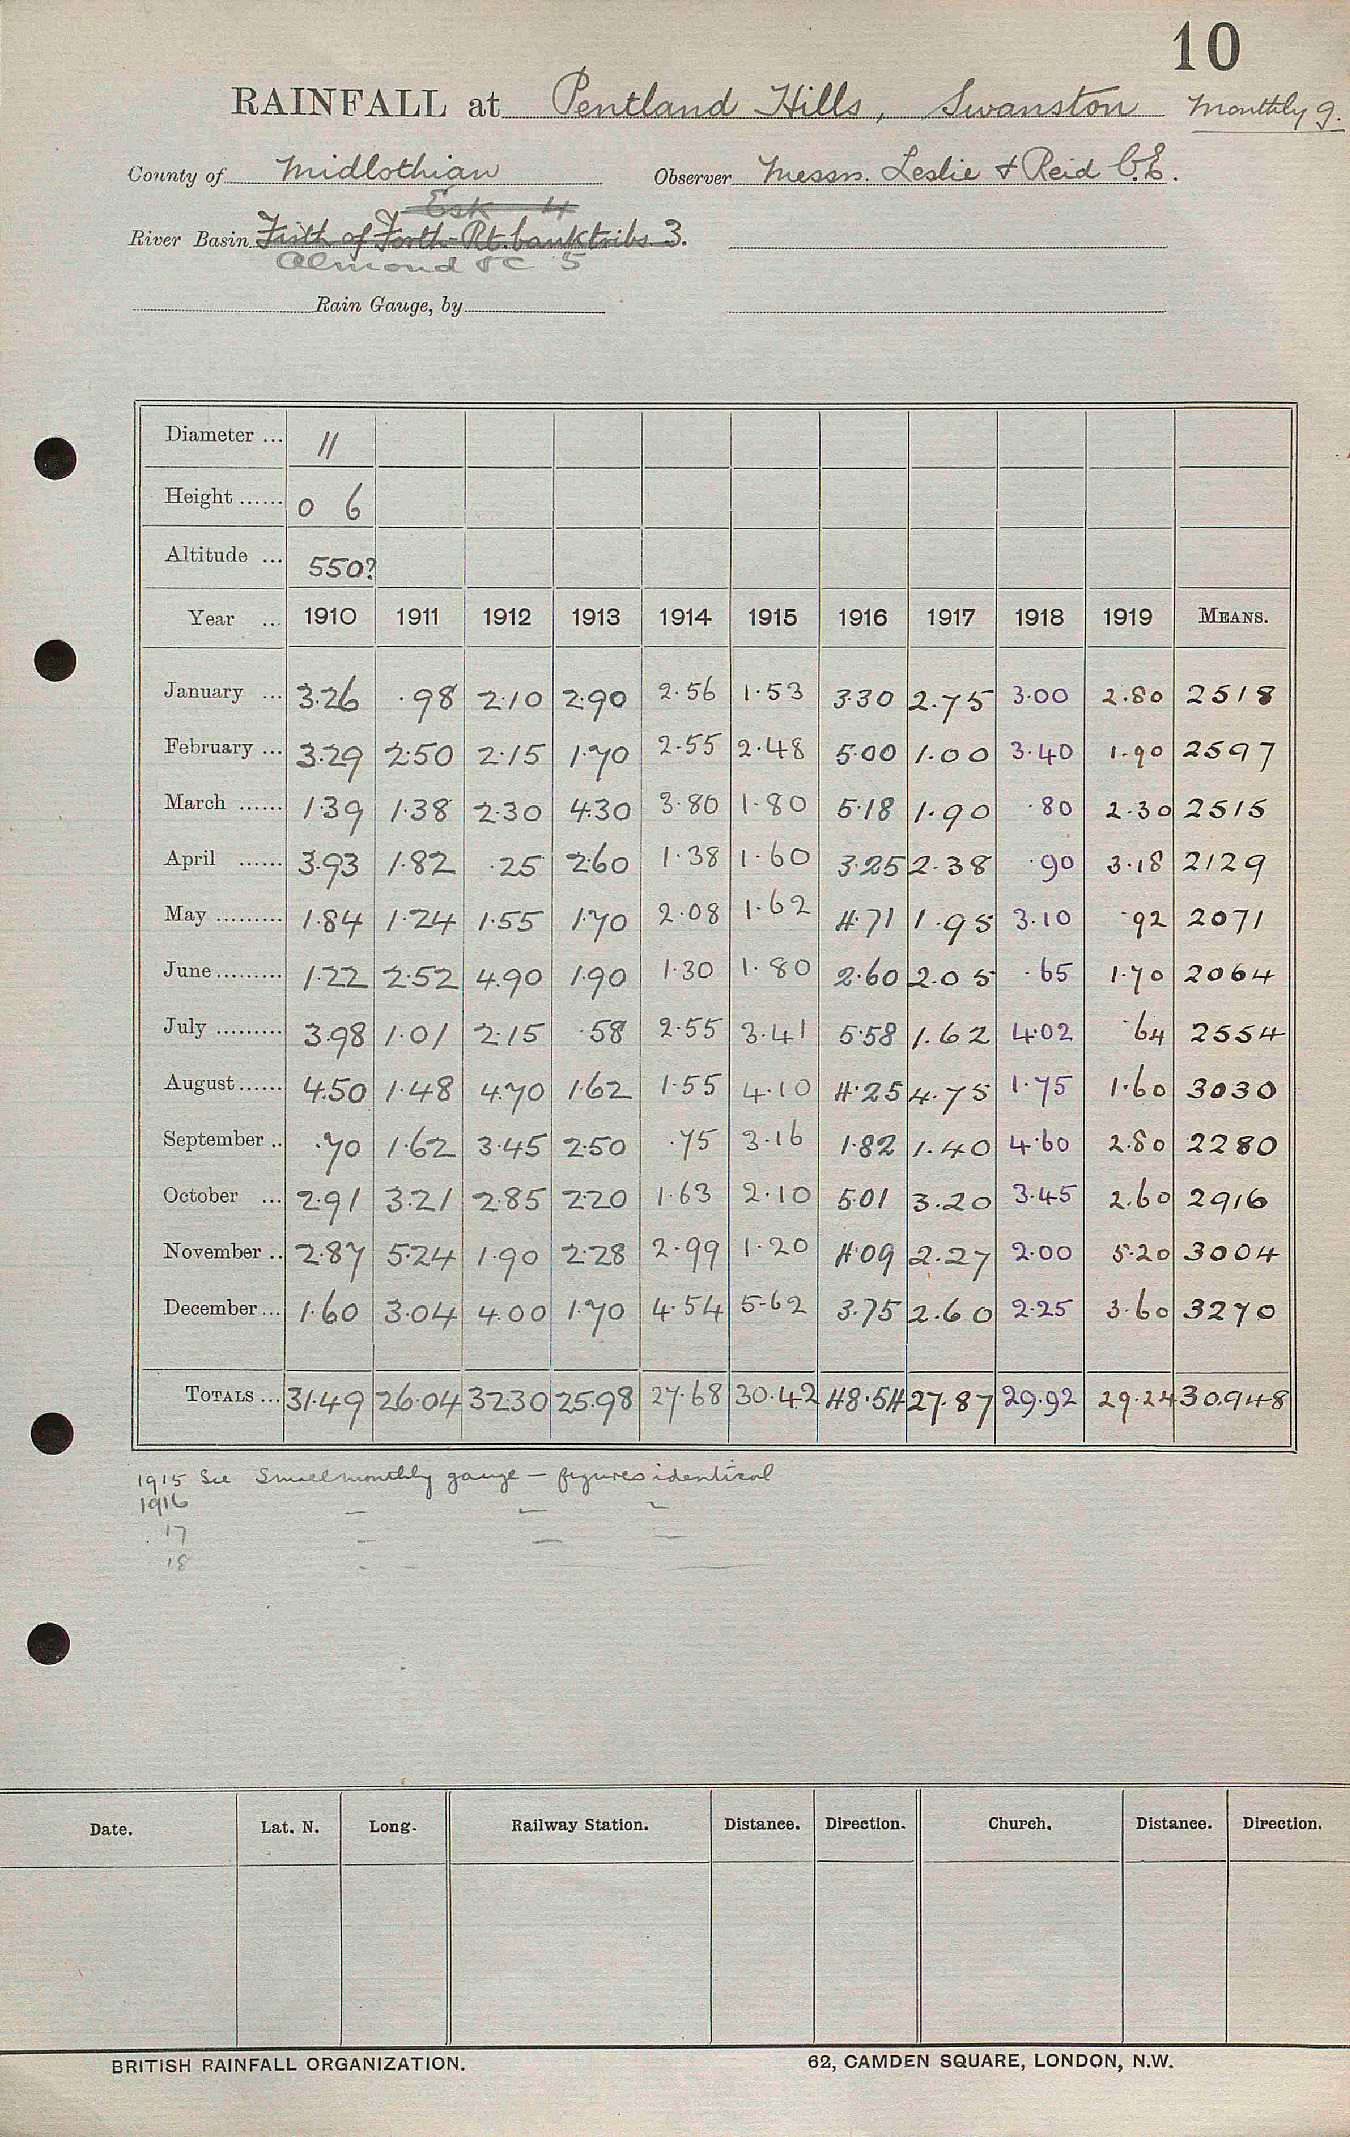 10
RAINFALL at Pentland Hills, Swanston Monthly g.
County of Midlothian Observer Messrs. Leslie & Reid C.E.
Esk 4
River Basin Firth of Forth-Rt. bank tribs 3.
Almond &c 5
Rain Gauge, by
Diameter ... 11
Height ...... 0 6
Altitude ... 550?
Year ... 1910 1911 1912 1913 1914 1915 1916 1917 1918 1919 MEANS.
January ... 3.26 .98 2.10 2.90 2.56 1.53 3.30 2.75 3.00 2.80 2518
February ... 3.29 2.50 2.15 1.70 2.55 2.48 5.00 1.00 3.40 1.90 2597
March ...... 1.39 1.38 2.30 4.30 3.80 1.80 5.18 1.90 .80 2.30 2515
April ...... 3.93 1.82 .25 2.60 1.38 1.60 3.25 2.38 .90 3.18 2129
May ......... 1.84 1.24 1.55 1.70 2.08 1.62 4.71 1.95 3.10 .92 2071
June ......... 1.22 2.52 4.90 1.90 1.30 1.80 2.60 2.05 .65 1.70 2064
July ......... 3.98 1.01 2.15 .58 2.55 3.41 5.58 1.62 4.02 .64 2554
August ...... 4.50 1.48 4.70 1.62 1.55 4.10 4.25 4.75 1.75 1.60 3030
September .. .70 1.62 3.45 2.50 .75 3.16 1.82 1.40 4.60 2.80 2280
October ... 2.91 3.21 2.85 2.20 1.63 2.10 5.01 3.20 3.45 2.60 2916
November .. 2.87 5.24 1.90 2.28 2.99 1.20 4.09 2.27 2.00 5.20 3004
December ... 1.60 3.04 4.00 1.70 4.54 5.62 3.75 2.60 2.25 3.60 3270
TOTALS ... 31.49 26.04 32.30 25.98 27.68 30.42 48.54 27.87 29.92 29.24 30.948
1915 See Small monthly gauge - figures identical
1916 - - "
17 - - -
18 - -
Date. Lat. N. Long. Railway Station. Distance. Direction. Church. Distance. Direction.
BRITISH RAINFALL ORGANIZATION. 62, CAMDEN SQUARE, LONDON, N.W.